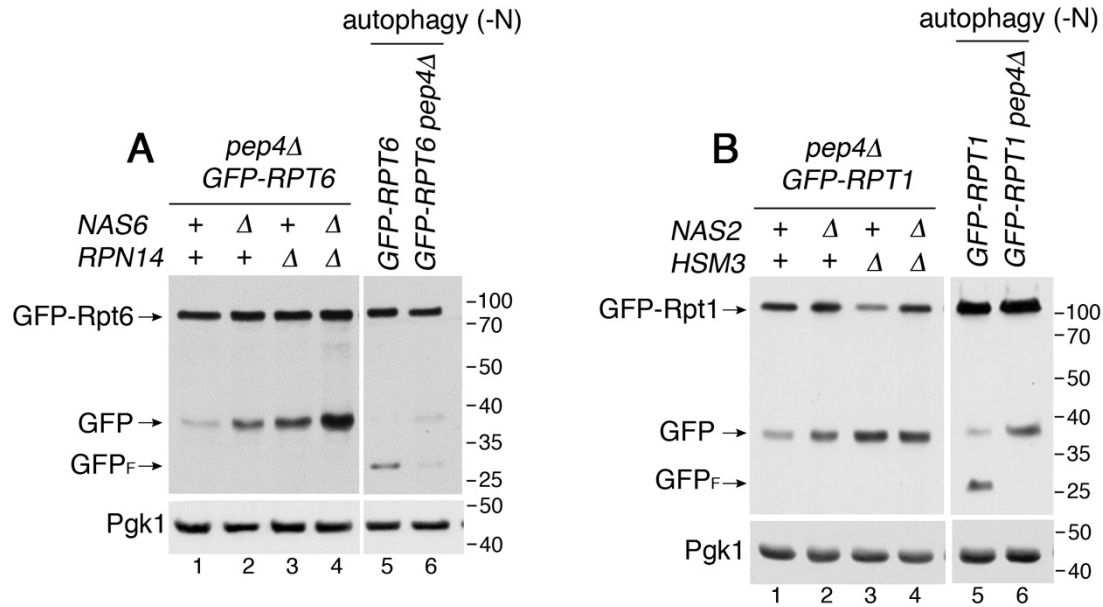 A
pep4Δ
GFP-RPT6
NAS6 + Δ + Δ
RPN14 + + Δ Δ
autophagy (-N)
GFP-RPT6
GFP-RPT6 pep4Δ
GFP-Rpt6
GFP
GFPF
Pgk1
-100
-70
-50
-40
-35
-25
-50
-40
1 2 3 4 5 6
B
pep4Δ
GFP-RPT1
NAS2 + Δ + Δ
HSM3 + + Δ Δ
autophagy (-N)
GFP-RPT1
GFP-RPT1 pep4Δ
GFP-Rpt1
GFP
GFPF
Pgk1
-100
-70
-50
-40
-35
-25
-50
-40
1 2 3 4 5 6